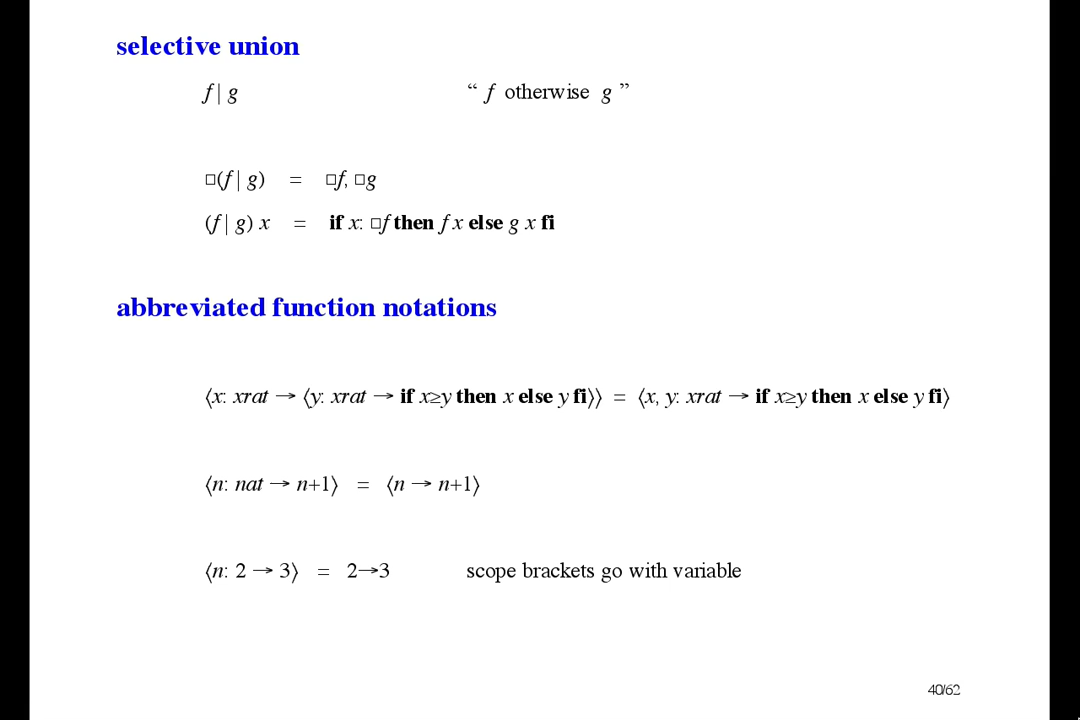 selective union
f | g “ f otherwise g ”
□(f | g) = □f, □g
(f | g) x = if x: □f then f x else g x fi
abbreviated function notations
⟨x: xrat → ⟨y: xrat → if x≥y then x else y fi⟩⟩ = ⟨x, y: xrat → if x≥y then x else y fi⟩
⟨n: nat → n+1⟩ = ⟨n → n+1⟩
⟨n: 2 → 3⟩ = 2→3 scope brackets go with variable
40/62